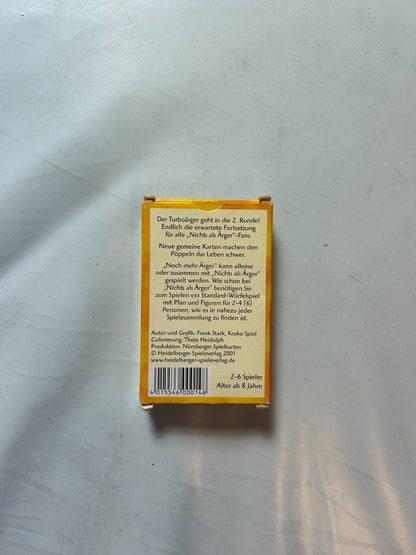 Der Turboärger geht in die 2. Runde!
Endlich die erwartete Fortsetzung
für alle „Nichts als Ärger"-Fans.
Neue gemeine Karten machen den
Pöppeln das Leben schwer.
„Noch mehr Ärger" kann alleine
oder zusammen mit „Nichts als Ärger"
gespielt werden. Wie schon bei
„Nichts als Ärger" benötigen Sie
zum Spielen ein Standard-Würfelspiel
mit Plan und Figuren für 2-4 (6)
Personen, wie es in nahezu jeder
Spielesammlung zu finden ist.
Autor und Grafik: Frank Stark, Kroko Spiel
Colorierung: Theiss Heidolph
Produktion: Nürnberger Spielkarten
© Heidelberger Spieleverlag 2001
www.heidelberger-spieleverlag.de
2-6 Spieler
Alter ab 8 Jahre
4 015566 000148